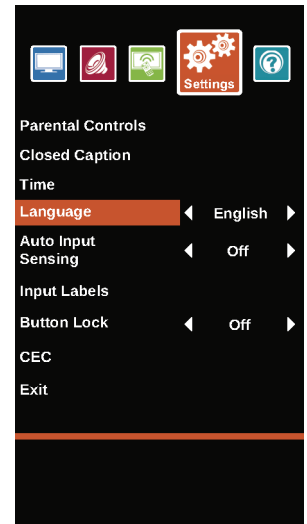 Settings
Parental Controls
Closed Caption
Time
Language English
Auto Input
Sensing Off
Input Labels
Button Lock Off
CEC
Exit